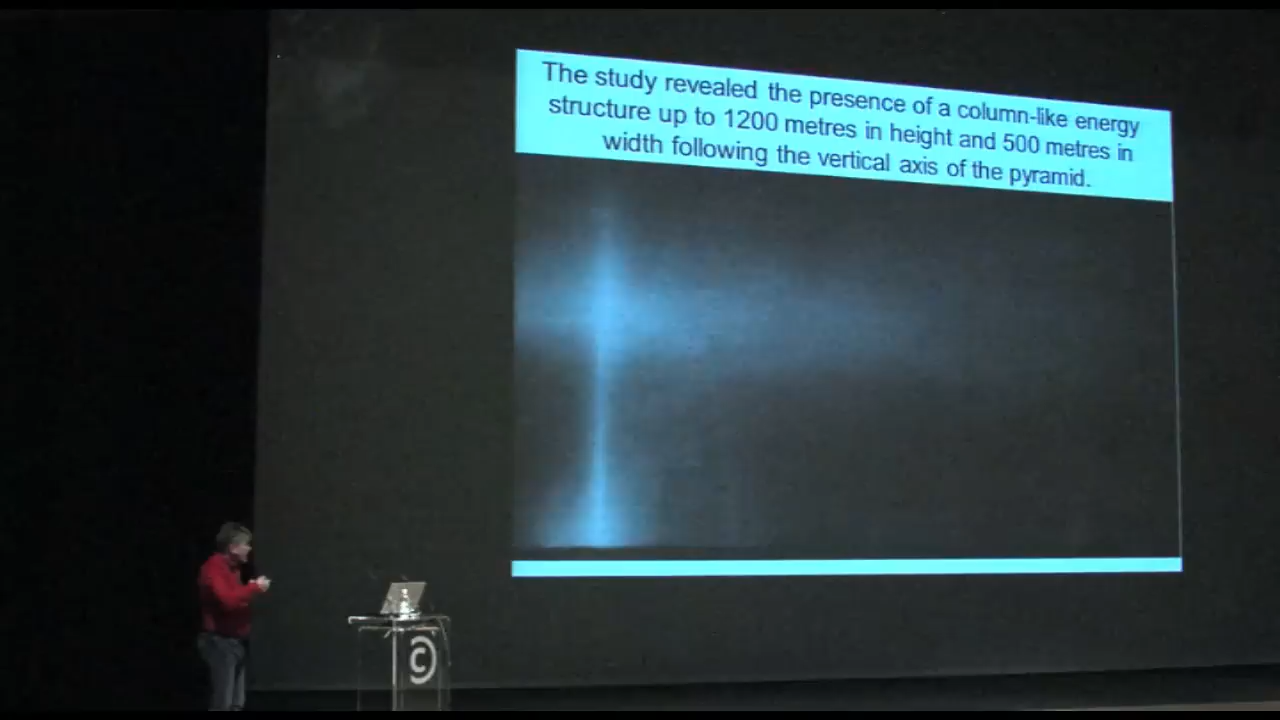 The study revealed the presence of a column-like energy
structure up to 1200 metres in height and 500 metres in
width following the vertical axis of the pyramid.